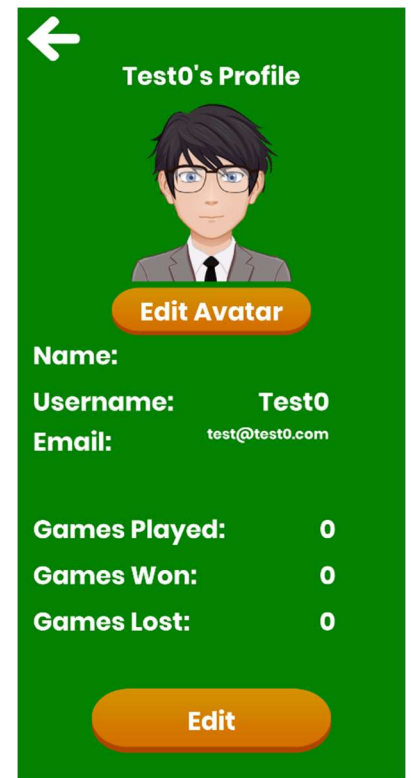 Test0's Profile
Edit Avatar
Name:
Username: Test0
Email: test@test0.com
Games Played: 0
Games Won: 0
Games Lost: 0
Edit